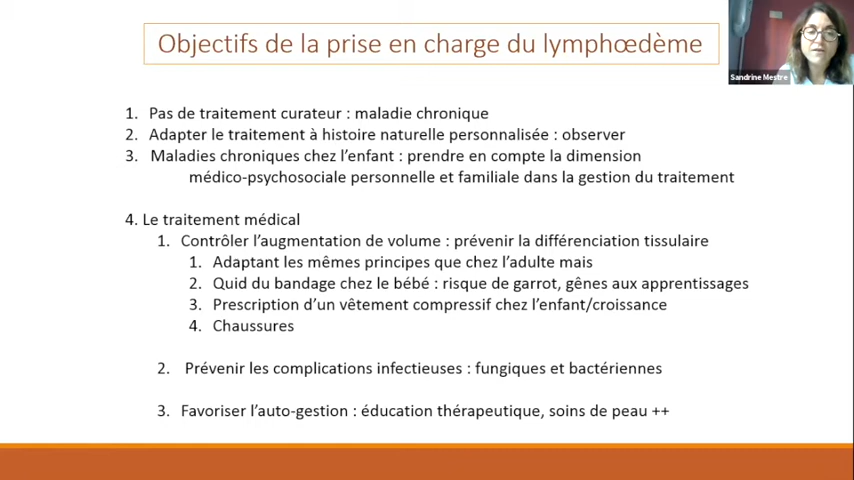 Objectifs de la prise en charge du lymphœdème
Sandrine Mestre
1. Pas de traitement curateur : maladie chronique
2. Adapter le traitement à histoire naturelle personnalisée : observer
3. Maladies chroniques chez l'enfant : prendre en compte la dimension
médico-psychosociale personnelle et familiale dans la gestion du traitement
4. Le traitement médical
1. Contrôler l'augmentation de volume : prévenir la différenciation tissulaire
1. Adaptant les mêmes principes que chez l'adulte mais
2. Quid du bandage chez le bébé : risque de garrot, gênes aux apprentissages
3. Prescription d'un vêtement compressif chez l'enfant/croissance
4. Chaussures
2. Prévenir les complications infectieuses : fungiques et bactériennes
3. Favoriser l'auto-gestion : éducation thérapeutique, soins de peau ++